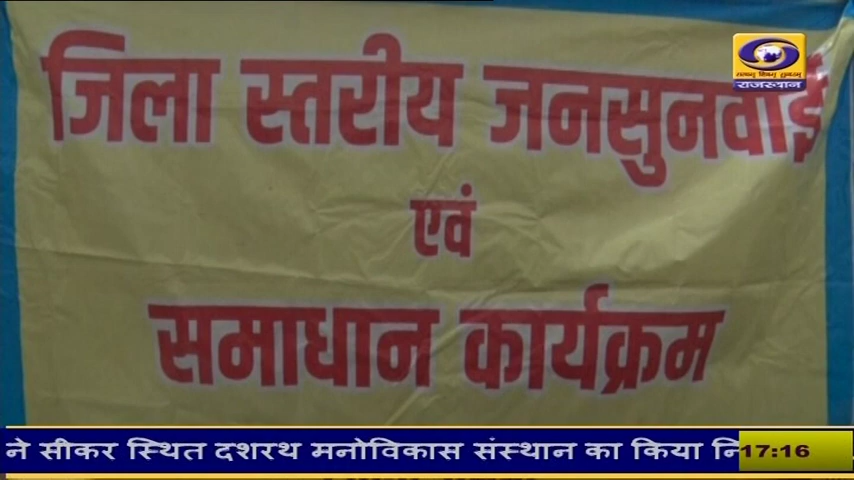 जिला स्तरीय जनसुनवाई
एवं
समाधान कार्यक्रम
राजस्थान
ने सीकर स्थित दशरथ मनोविकास संस्थान का किया
17:16